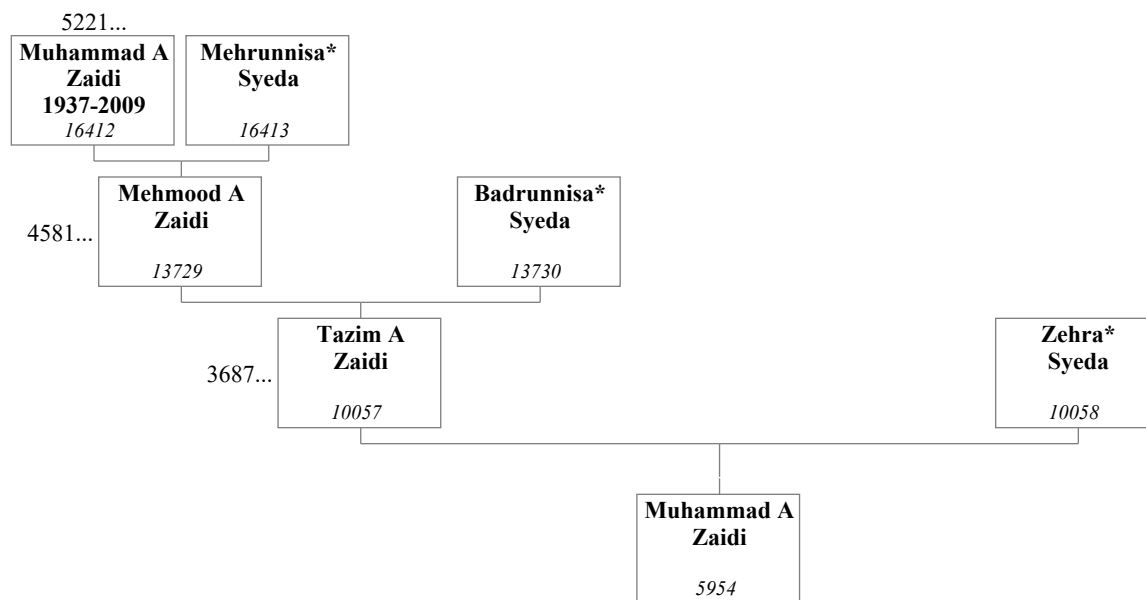 5221...
Muhammad A
Zaidi
1937-2009
16412
Mehrunnisa*
Syeda
16413
4581...
Mehmood A
Zaidi
13729
Badrunnisa*
Syeda
13730
3687...
Tazim A
Zaidi
10057
Zehra*
Syeda
10058
Muhammad A
Zaidi
5954